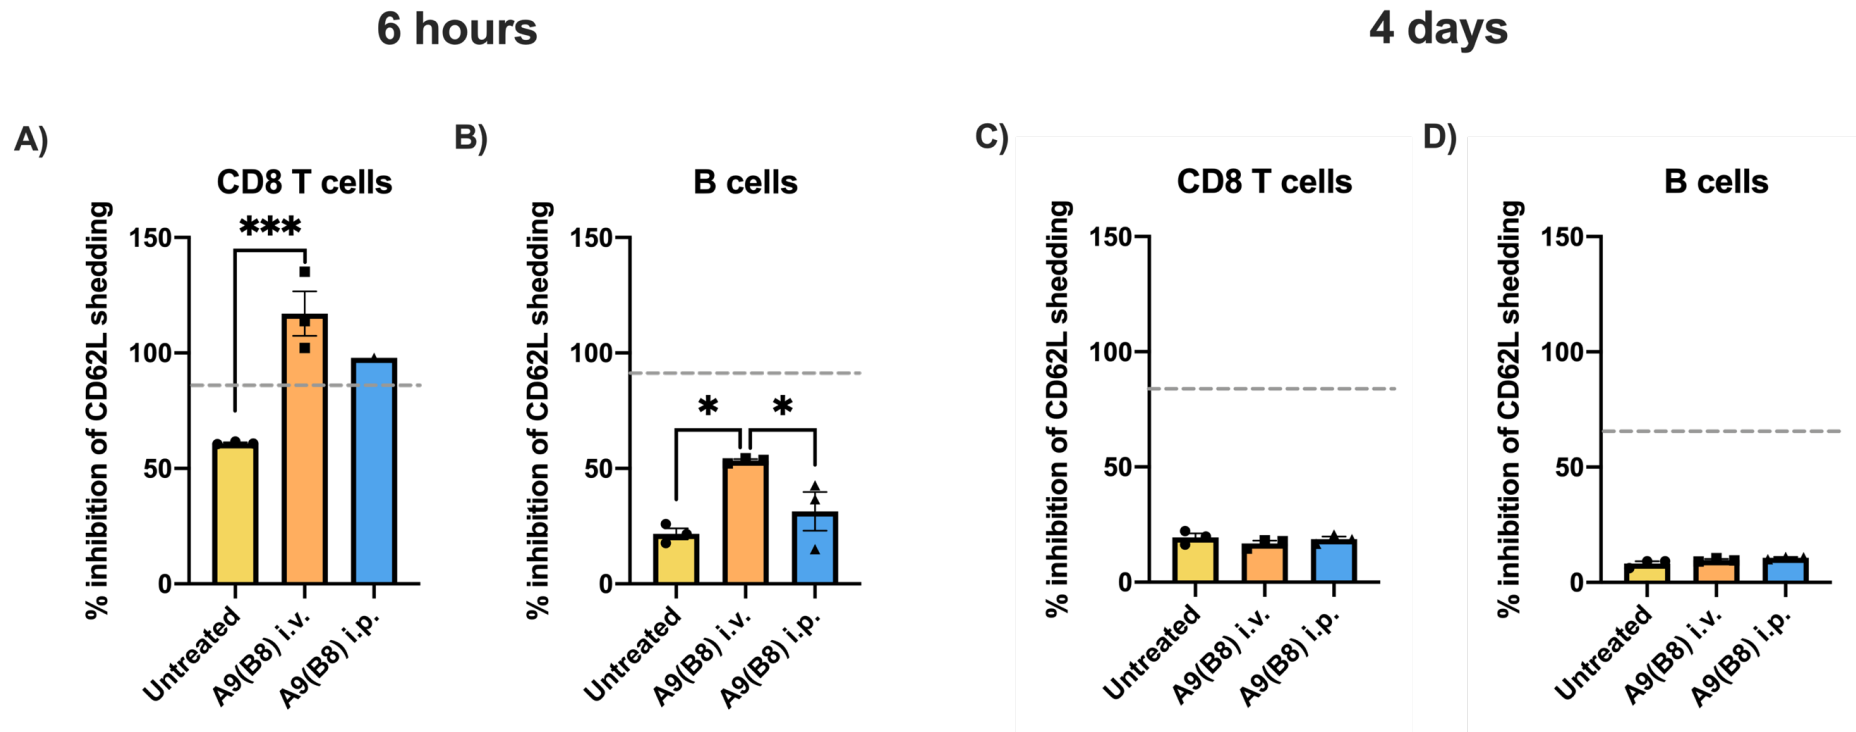 6 hours
4 days
A)
CD8 T cells
% inhibition of CD62L shedding
150
100
50
0
***
Untreated
A9(B8) i.v.
A9(B8) i.p.
B)
B cells
% inhibition of CD62L shedding
150
100
50
0
*
*
Untreated
A9(B8) i.v.
A9(B8) i.p.
C)
CD8 T cells
% inhibition of CD62L shedding
150
100
50
0
Untreated
A9(B8) i.v.
A9(B8) i.p.
D)
B cells
% inhibition of CD62L shedding
150
100
50
0
Untreated
A9(B8) i.v.
A9(B8) i.p.